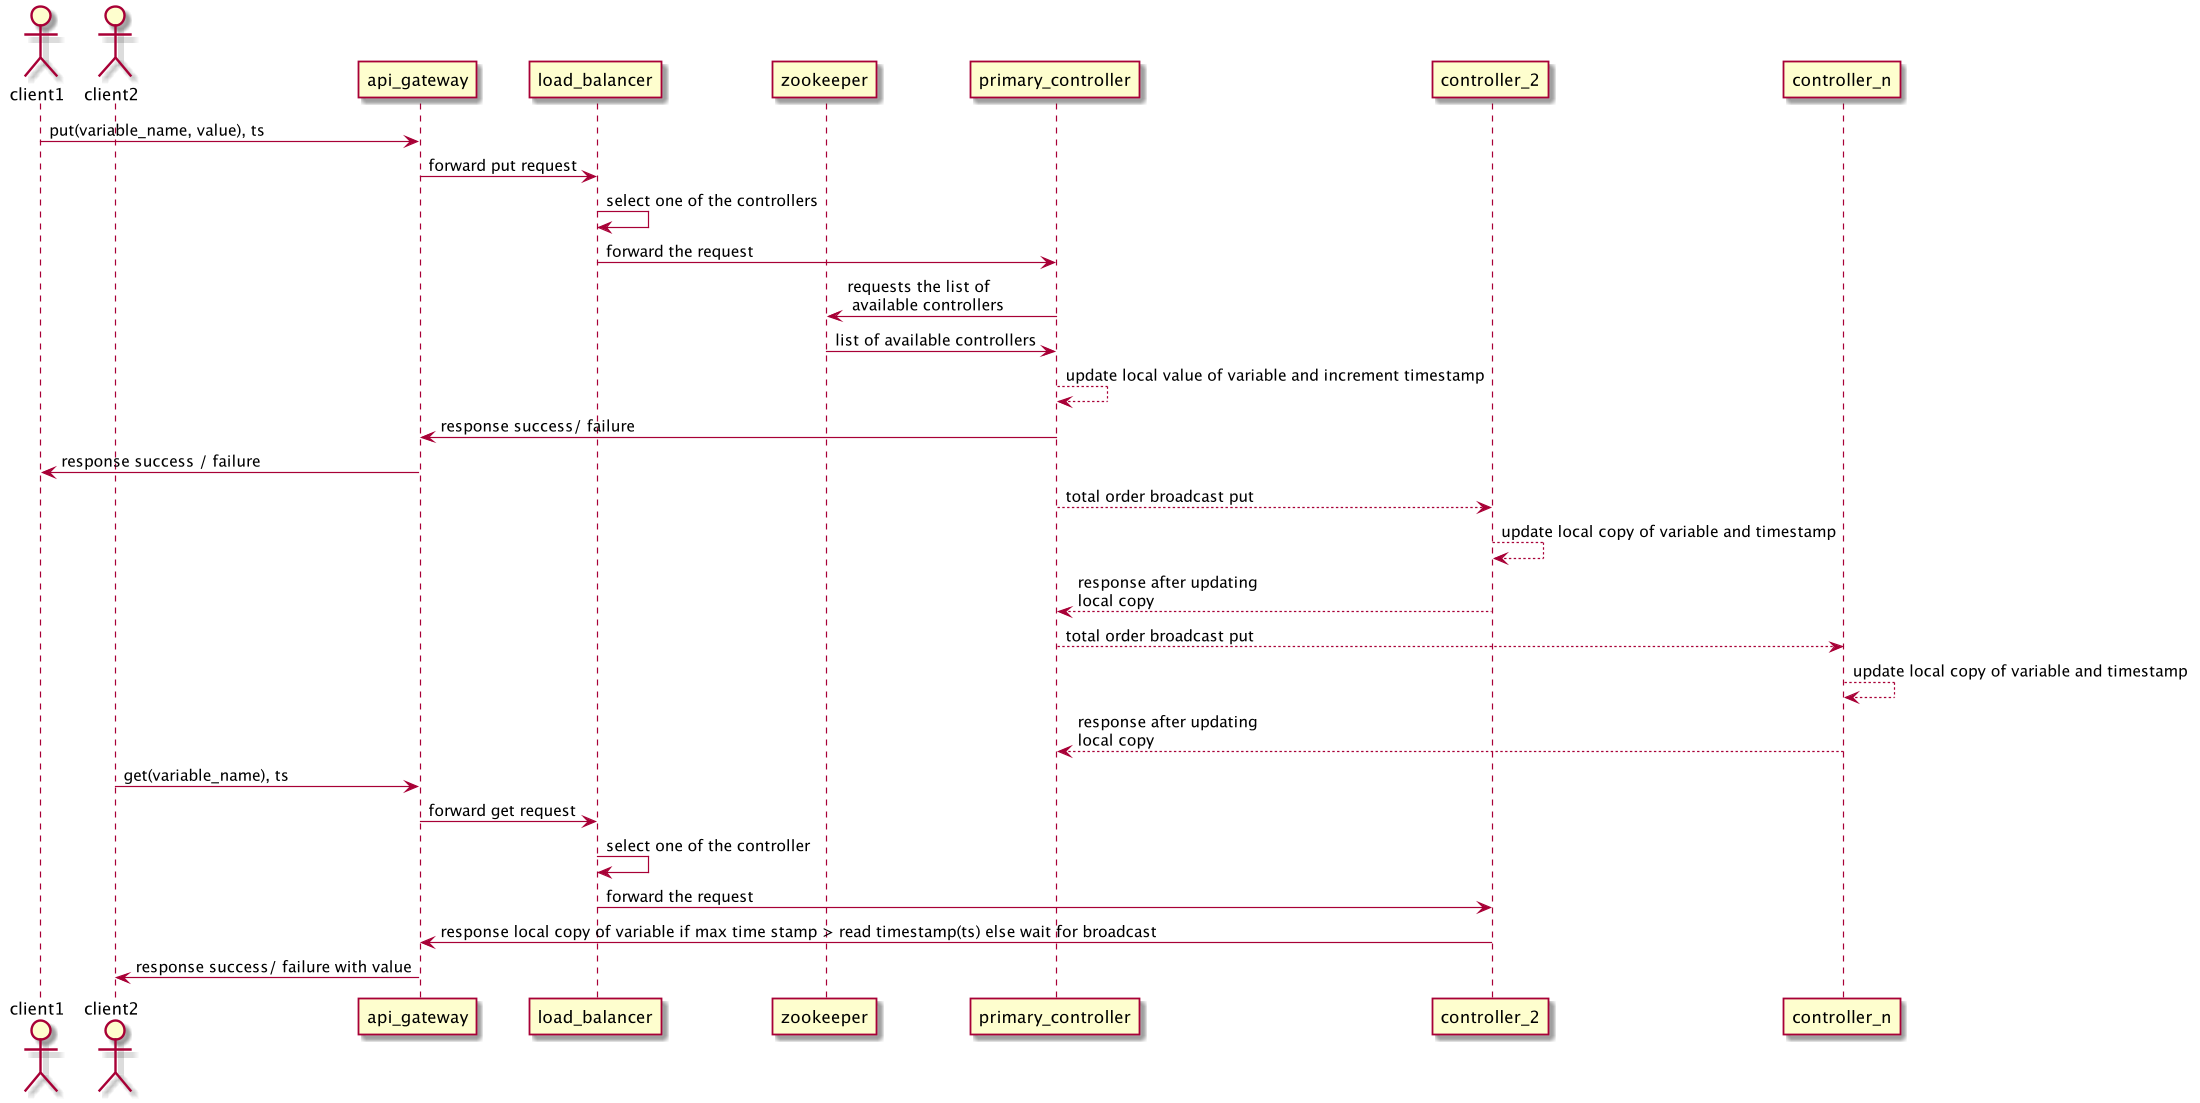 client1
client2
api_gateway
load_balancer
zookeeper
primary_controller
controller_2
controller_n
put(variable_name, value), ts
forward put request
select one of the controllers
forward the request
requests the list of
available controllers
list of available controllers
update local value of variable and increment timestamp
response success/ failure
response success / failure
total order broadcast put
update local copy of variable and timestamp
response after updating
local copy
total order broadcast put
update local copy of variable and timestamp
response after updating
local copy
get(variable_name), ts
forward get request
select one of the controller
forward the request
response local copy of variable if max time stamp > read timestamp(ts) else wait for broadcast
response success/ failure with value
client1
client2
api_gateway
load_balancer
zookeeper
primary_controller
controller_2
controller_n